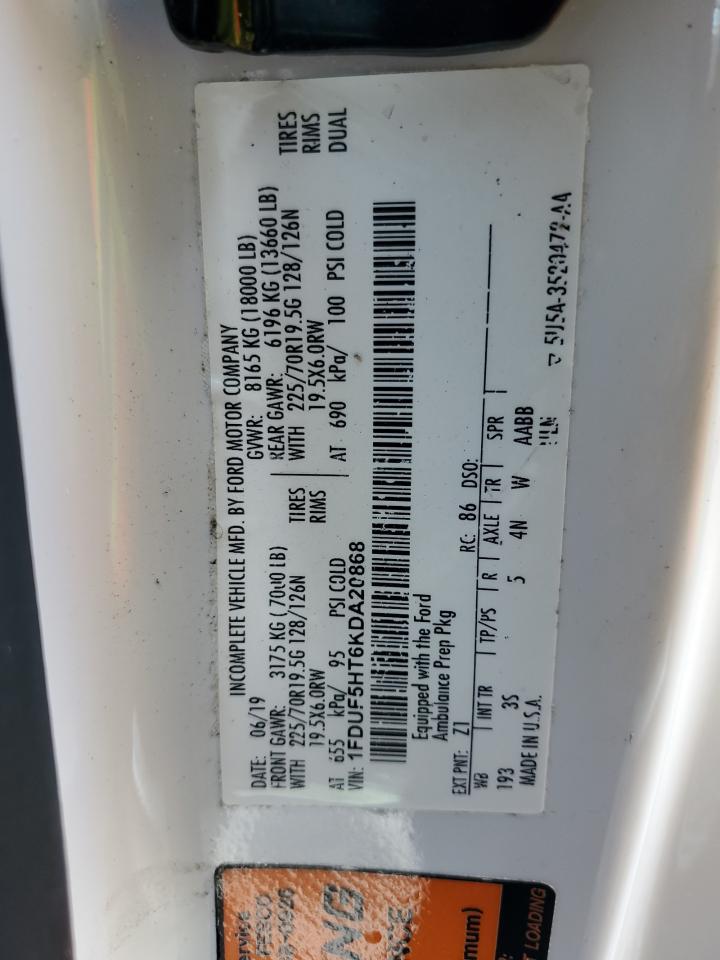 INCOMPLETE VEHICLE MFD. BY FORD MOTOR COMPANY
DATE: 06/19 GVWR: 8165 KG (18000 LB)
FRONT GAWR: 3175 KG ( 7000 LB) REAR GAWR: 6196 KG (13660 LB)
WITH 225/70R19.5G 128/126N TIRES WITH 225/70R19.5G 128/126N TIRES
19.5X6.0RW RIMS 19.5X6.0RW RIMS
AT 655 kPa/ 95 PSI COLD AT 690 kPa/ 100 PSI COLD DUAL
VIN: 1FDUF5HT6KDA20868
Equipped with the Ford
Ambulance Prep Pkg
EXT PNT: Z1 RC: 86 DSO:
WB INT TR TP/PS R AXLE TR SPR
193 3S 5 4N W AABB
MADE IN U.S.A.
ervice
NG
mum)
LOADING